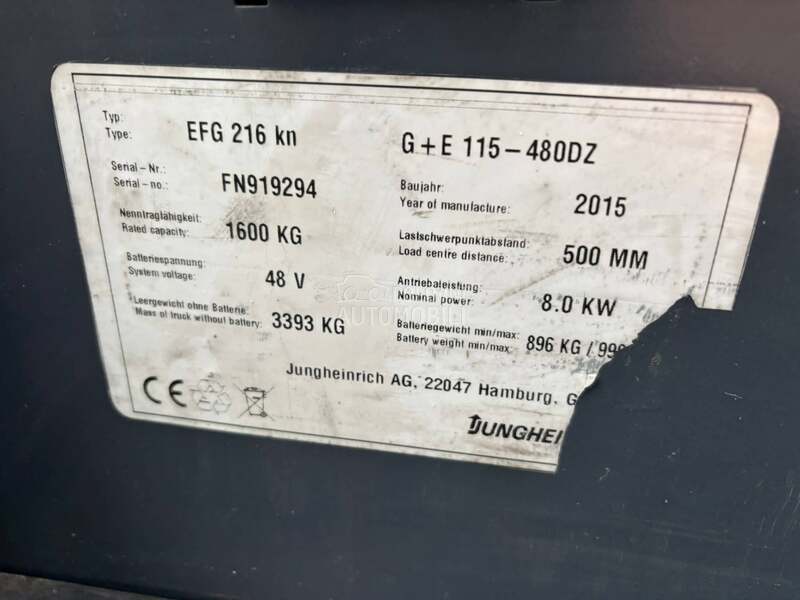 Typ:
Type: EFG 216 kn G+E 115-480DZ
Serial-Nr.:
Serial-no.: FN919294
Baujahr:
Year of manufacture: 2015
Nenntragfähigkeit:
Rated capacity: 1600 KG
Lastschwerpunktabstand:
Load centre distance: 500 MM
Batteriespannung:
System voltage: 48 V
Antriebsleistung:
Nominal power: 8.0 KW
Leergewicht ohne Batterie:
Mass of truck without battery: 3393 KG
Batteriegewicht min/max:
Battery weight min/max: 896 KG / 99
Jungheinrich AG, 22047 Hamburg, G
CE
JUNGHEI
AUTOMOBILI